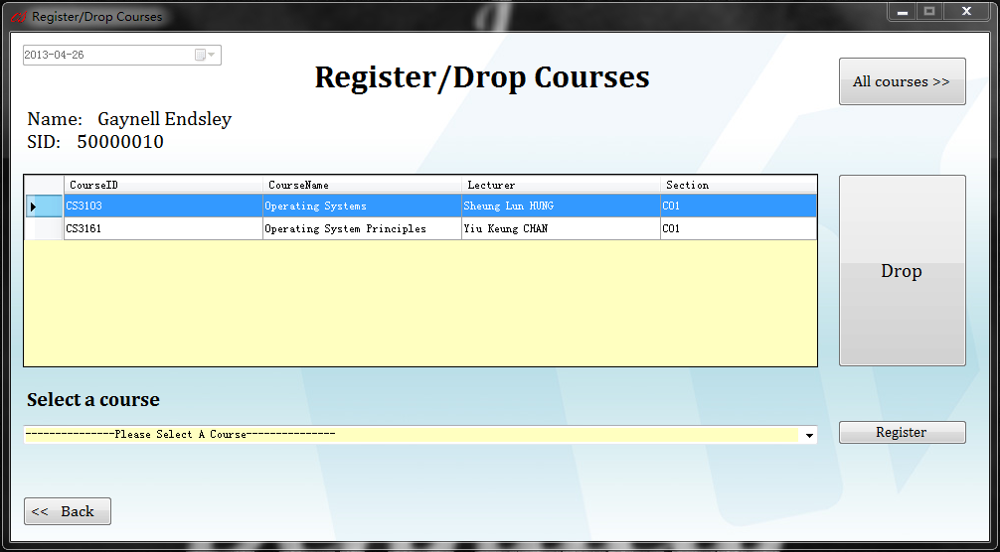 Register/Drop Courses
2013-04-26
Register/Drop Courses
All courses >>
Name: Gaynell Endsley
SID: 50000010
CourseID CourseName Lecturer Section
CS3103 Operating Systems Sheung Lun HUNG C01
CS3161 Operating System Principles Yiu Keung CHAN C01
Drop
Select a course
---------------Please Select A Course---------------
Register
<< Back